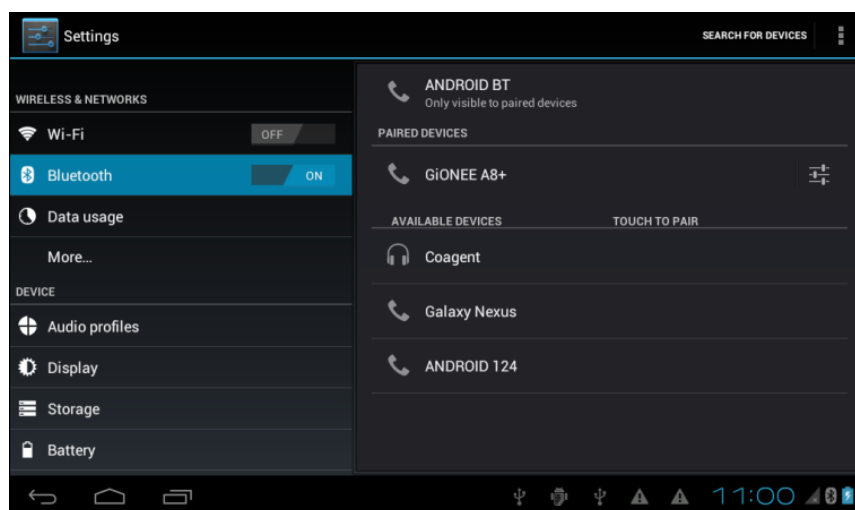 Settings
SEARCH FOR DEVICES
WIRELESS & NETWORKS
Wi-Fi
OFF
Bluetooth
ON
Data usage
More...
DEVICE
Audio profiles
Display
Storage
Battery
ANDROID BT
Only visible to paired devices
PAIRED DEVICES
GiONEE A8+
AVAILABLE DEVICES
TOUCH TO PAIR
Coagent
Galaxy Nexus
ANDROID 124
11:00